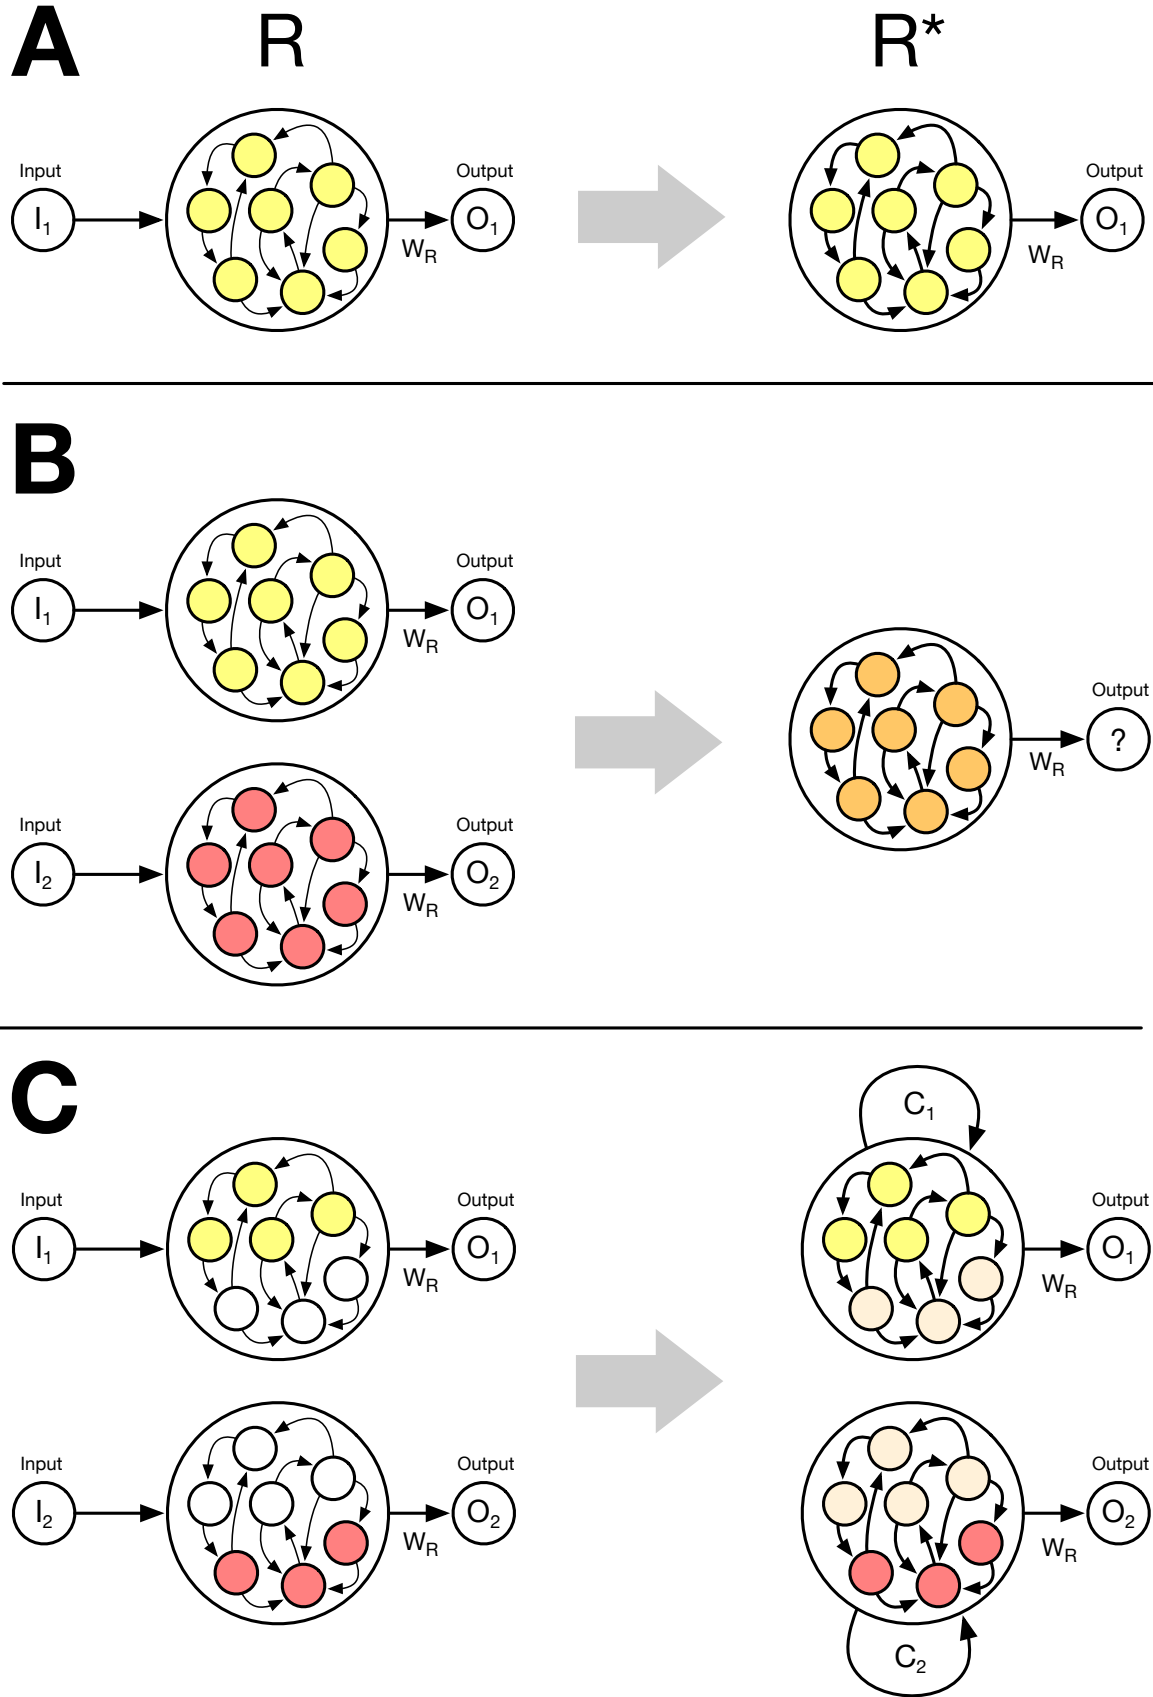 A R R*
Input Output Output
I1 O1 O1
WR WR
B
Input Output
I1 O1
WR
Output
?
WR
Input Output
I2 O2
WR
C
C1
Input Output Output
I1 O1 O1
WR WR
Input Output Output
I2 O2 O2
WR WR
C2